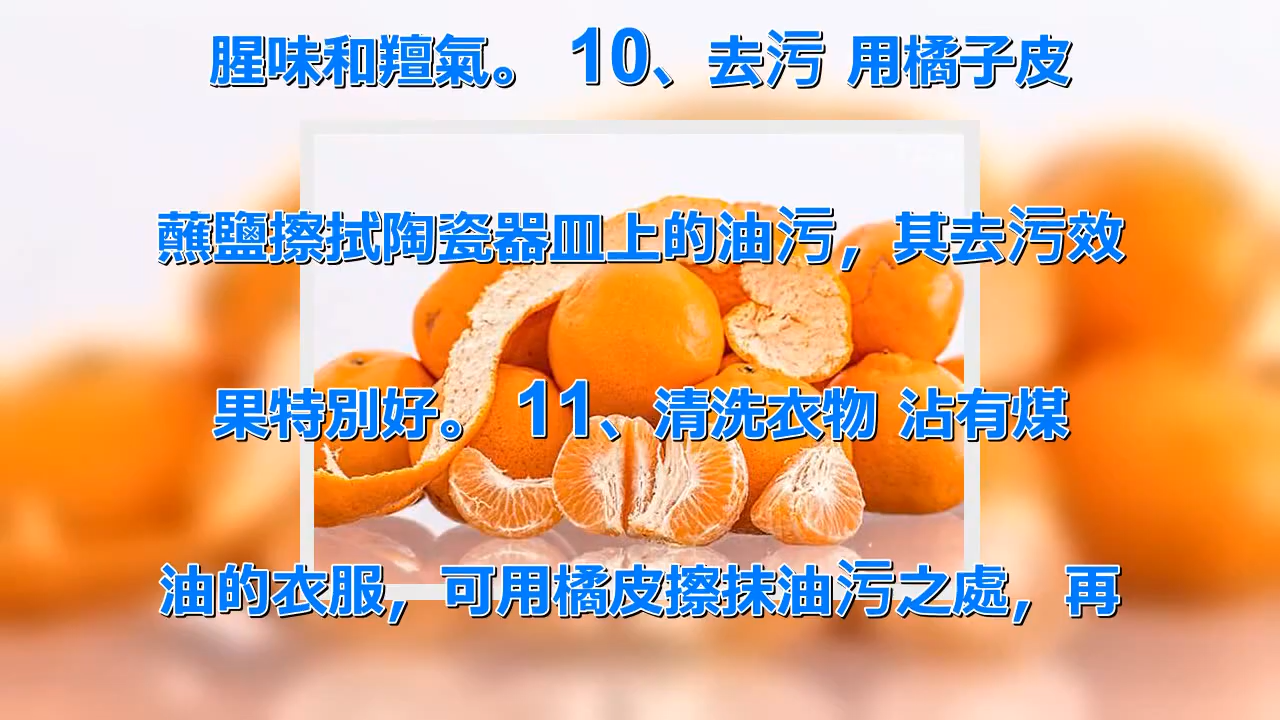 腥味和羶氣。 10、去污 用橘子皮
蘸鹽擦拭陶瓷器皿上的油污，其去污效
果特別好。 11、清洗衣物 沾有煤
油的衣服，可用橘皮擦抹油污之處，再